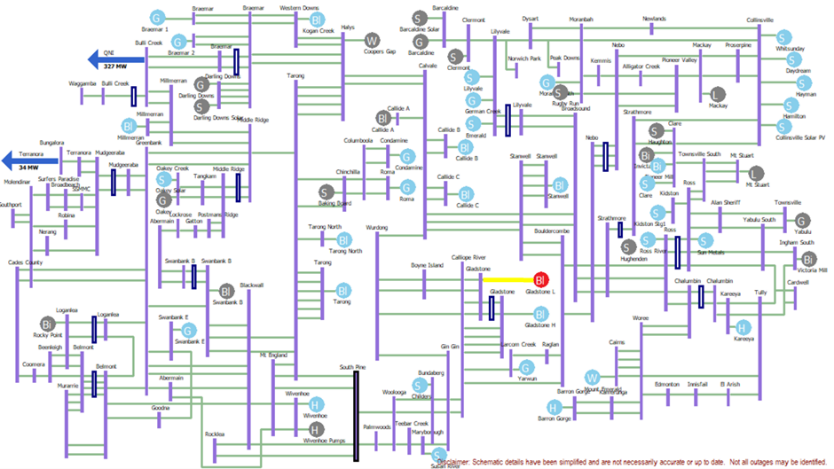 Braemar
Braemar
Western Downs
Braemar 1
Bl
Kogan Creek
Halys
W
Coopers Gap
Bulli Creek
Braemar 2
Braemar
QNI
227 MW
Waggamba
Bulli Creek
Millmerran
Darling Downs
Darling Downs
Darling Downs Solar
Middle Ridge
Millmerran
Greenbank
Tarong
Barcaldine
Barcaldine
Barcaldine
Clermont
Clermont
Lilyvale
Lilyvale
German Creek
Emerald
Lilyvale
Dysart
Moranbah
Newlands
Norwich Park
Peak Downs
Rugby Run
Broadsound
Nebo
Kemmis
Alligator Creek
Pioneer Valley
Mackay
Proserpine
Mackay
Collinsville
Whitsunday
Daydream
Hayman
Hamilton
Collinsville Solar PV
Calvale
Callide A
Callide A
Callide B
Callide B
Callide C
Callide C
Columboola
Condamine
Condamine
Chinchilla
Roma
Roma
Baking Board
Stanwell
Stanwell
Stanwell
Nebo
Strathmore
Clare
Haughton
Clare
Townsville South
Mt Stuart
Mt Stuart
Kidston
Ross
Kidston Stg1
Alan Sheriff
Townsville
Yabulu
Yabulu South
Ingham South
Victoria Mill
Cardwell
Strathmore
Hughenden
Ross
Ross River
Sun Metals
Chalumbin
Chalumbin
Kareeya
Tully
Kareeya
Bungalora
Terranora
34 MW
Terranora
Mudgeeraba
Mudgeeraba
Molendinar
Surfers Paradise
Broadbeach
Southport
Robina
Nerang
Cades County
Oakey Creek
Oakey Solar
Oakey
Tangkam
Middle Ridge
Abermain
Lockrose
Gatton
Postmans Ridge
Swanbank B
Swanbank B
Swanbank B
Swanbank E
Swanbank E
Blackwall
Tarong North
Tarong North
Tarong
Tarong
Wurdong
Boyne Island
Calliope River
Gladstone
Gladstone
Gladstone L
Gladstone H
Bouldercombe
Larcom Creek
Raglan
Yarwun
Gin Gin
Woree
Cairns
Mount Emerald
Barron Gorge
Kamerunga
Barron Gorge
Edmonton
Innisfail
El Arish
Loganlea
Loganlea
Rocky Point
Beenleigh
Belmont
Coomera
Belmont
Murarrie
Mt England
South Pine
Abermain
Goodna
Wivenhoe
Wivenhoe
Wivenhoe Pumps
Rocklea
Palmwoods
Woolooga
Teebar Creek
Maryborough
Bundaberg
Childers
Susan River
Disclaimer: Schematic details have been simplified and are not necessarily accurate or up to date. Not all outages may be identified.